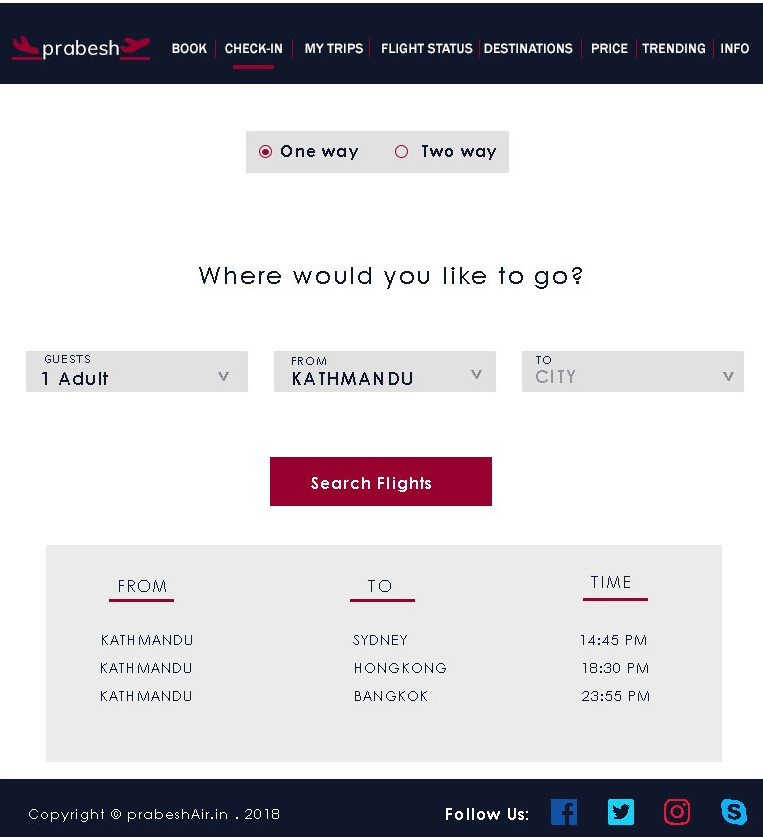 prabesh BOOK CHECK-IN MY TRIPS FLIGHT STATUS DESTINATIONS PRICE TRENDING INFO
One way Two way
Where would you like to go?
GUESTS FROM TO
1 Adult KATHMANDU CITY
Search Flights
FROM TO TIME
KATHMANDU SYDNEY 14:45 PM
KATHMANDU HONGKONG 18:30 PM
KATHMANDU BANGKOK 23:55 PM
Copyright © prabeshAir.in . 2018 Follow Us: